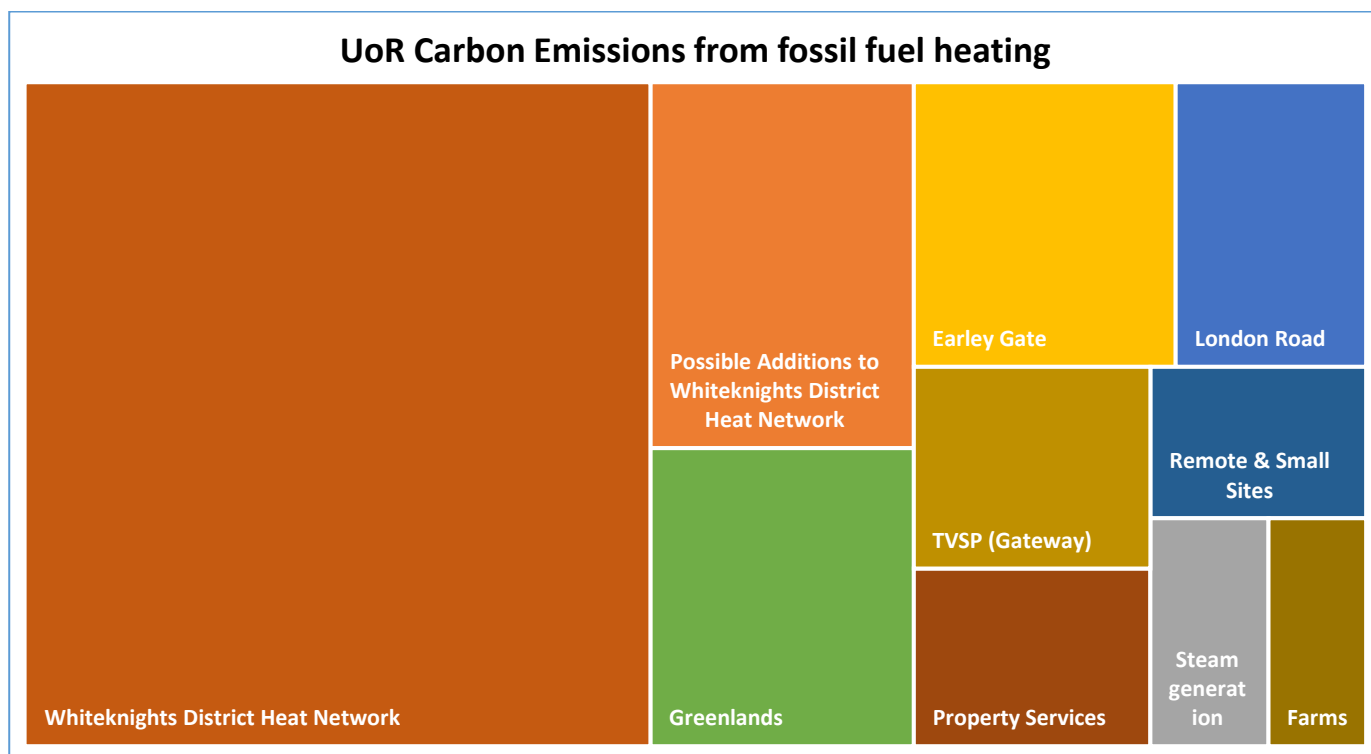 UoR Carbon Emissions from fossil fuel heating
Whiteknights District Heat Network
Possible Additions to
Whiteknights District
Heat Network
Greenlands
Earley Gate
London Road
TVSP (Gateway)
Remote & Small
Sites
Property Services
Steam
generat
ion
Farms